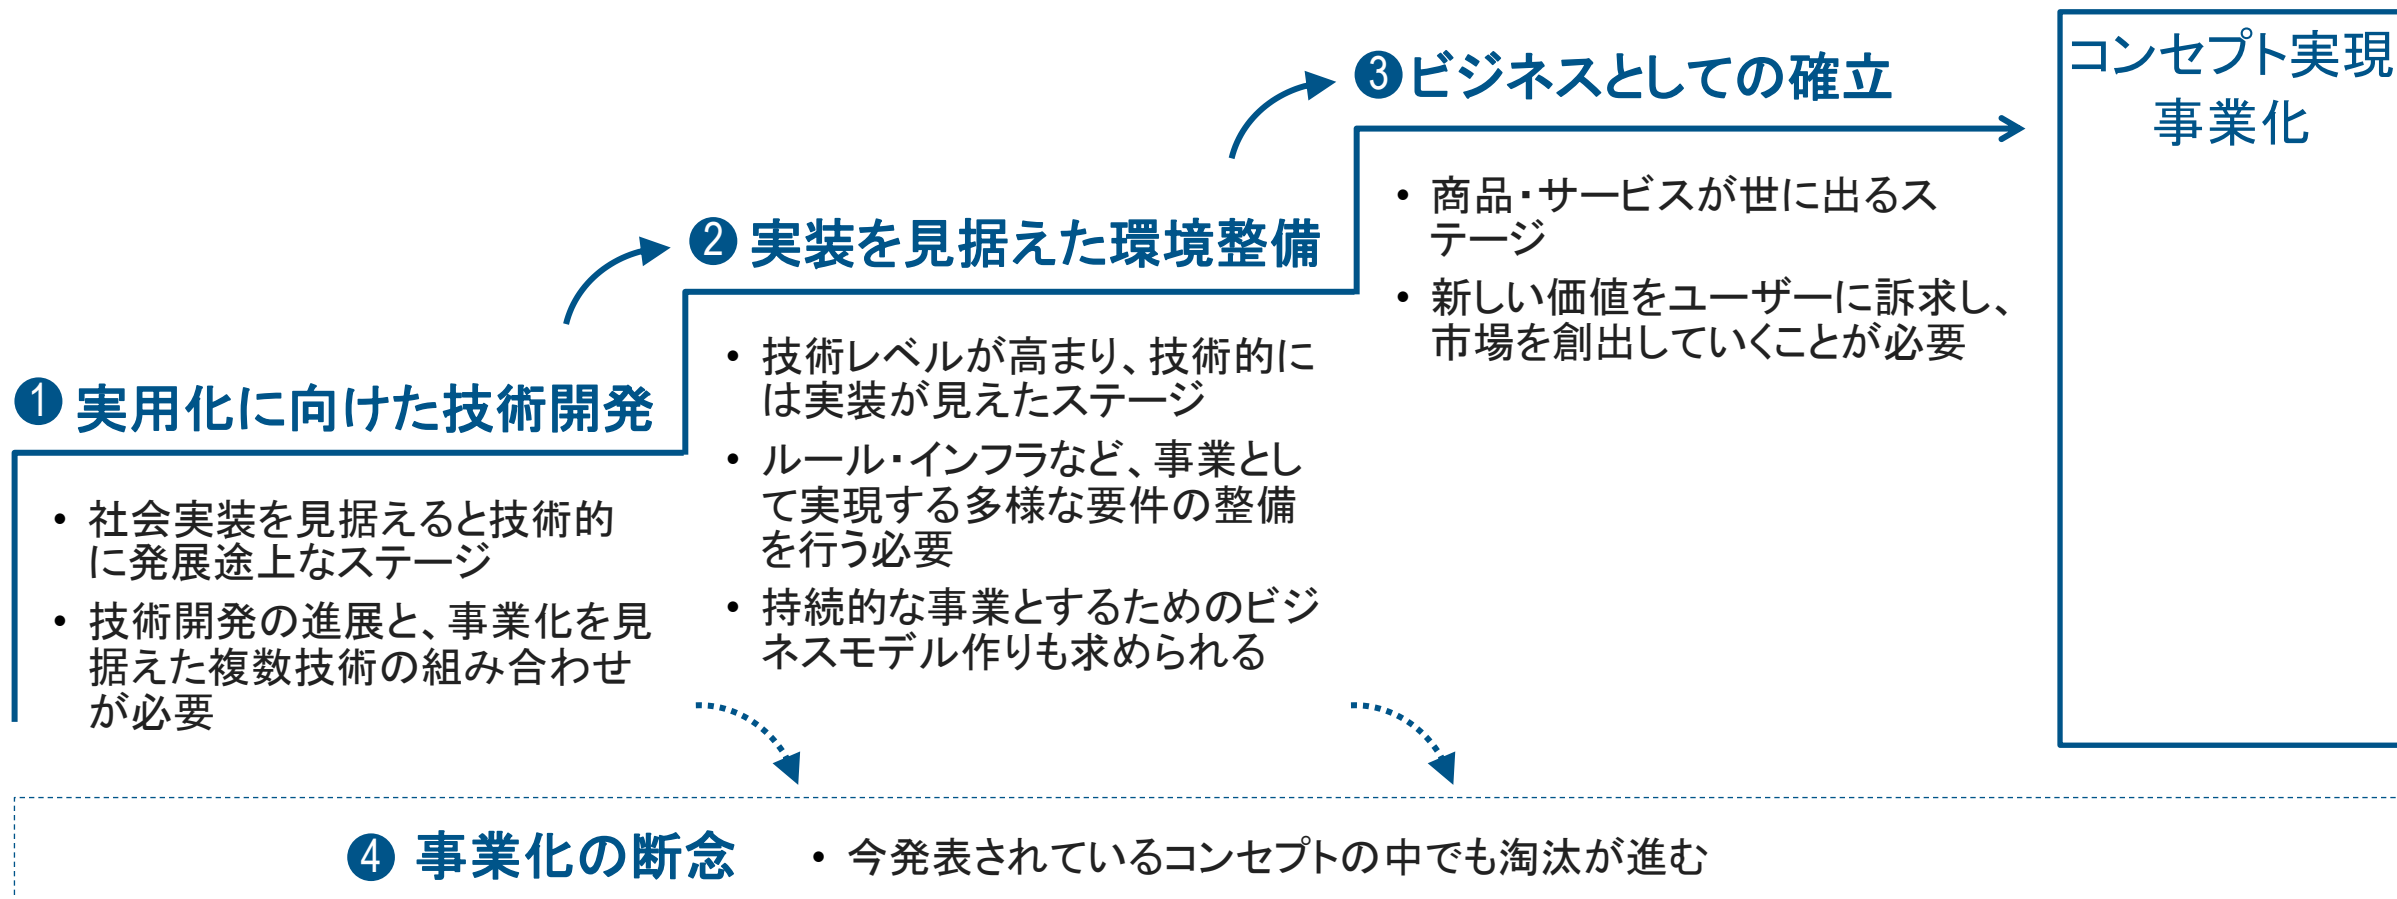 ❶ 実用化に向けた技術開発
• 社会実装を見据えると技術的
に発展途上なステージ
• 技術開発の進展と、事業化を見
据えた複数技術の組み合わせ
が必要
❷ 実装を見据えた環境整備
• 技術レベルが高まり、技術的に
は実装が見えたステージ
• ルール・インフラなど、事業とし
て実現する多様な要件の整備
を行う必要
• 持続的な事業とするためのビジ
ネスモデル作りも求められる
❸ビジネスとしての確立
• 商品・サービスが世に出るス
テージ
• 新しい価値をユーザーに訴求し、
市場を創出していくことが必要
コンセプト実現
事業化
❹ 事業化の断念
• 今発表されているコンセプトの中でも淘汰が進む